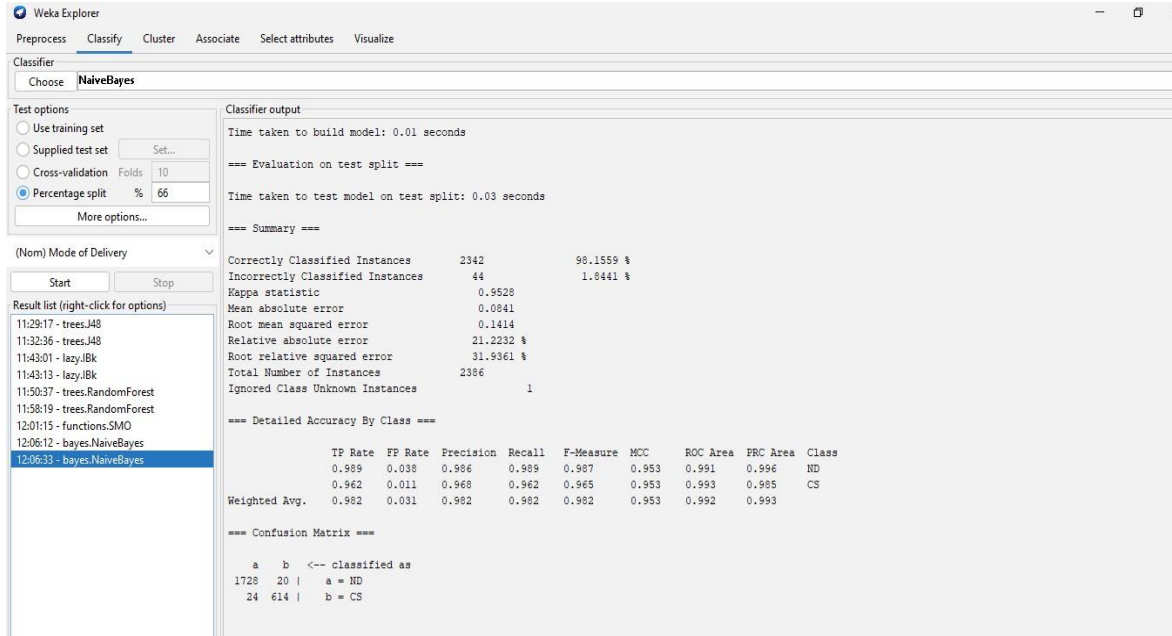 Weka Explorer
Preprocess Classify Cluster Associate Select attributes Visualize
Classifier
Choose NaiveBayes
Test options
Use training set
Supplied test set Set...
Cross-validation Folds 10
Percentage split % 66
More options...
(Nom) Mode of Delivery
Start Stop
Result list (right-click for options)
11:29:17 - trees.J48
11:32:36 - trees.J48
11:43:01 - lazy.IBk
11:43:13 - lazy.IBk
11:50:37 - trees.RandomForest
11:58:19 - trees.RandomForest
12:01:15 - functions.SMO
12:06:12 - bayes.NaiveBayes
12:06:33 - bayes.NaiveBayes
Classifier output
Time taken to build model: 0.01 seconds
=== Evaluation on test split ===
Time taken to test model on test split: 0.03 seconds
=== Summary ===
Correctly Classified Instances 2342 98.1559 %
Incorrectly Classified Instances 44 1.8441 %
Kappa statistic 0.9528
Mean absolute error 0.0841
Root mean squared error 0.1414
Relative absolute error 21.2232 %
Root relative squared error 31.9361 %
Total Number of Instances 2386
Ignored Class Unknown Instances 1
=== Detailed Accuracy By Class ===
TP Rate FP Rate Precision Recall F-Measure MCC ROC Area PRC Area Class
0.989 0.038 0.986 0.989 0.987 0.953 0.991 0.996 ND
0.962 0.011 0.968 0.962 0.965 0.953 0.993 0.985 CS
Weighted Avg. 0.982 0.031 0.982 0.982 0.982 0.953 0.992 0.993
=== Confusion Matrix ===
a b <-- classified as
1728 20 | a = ND
24 614 | b = CS